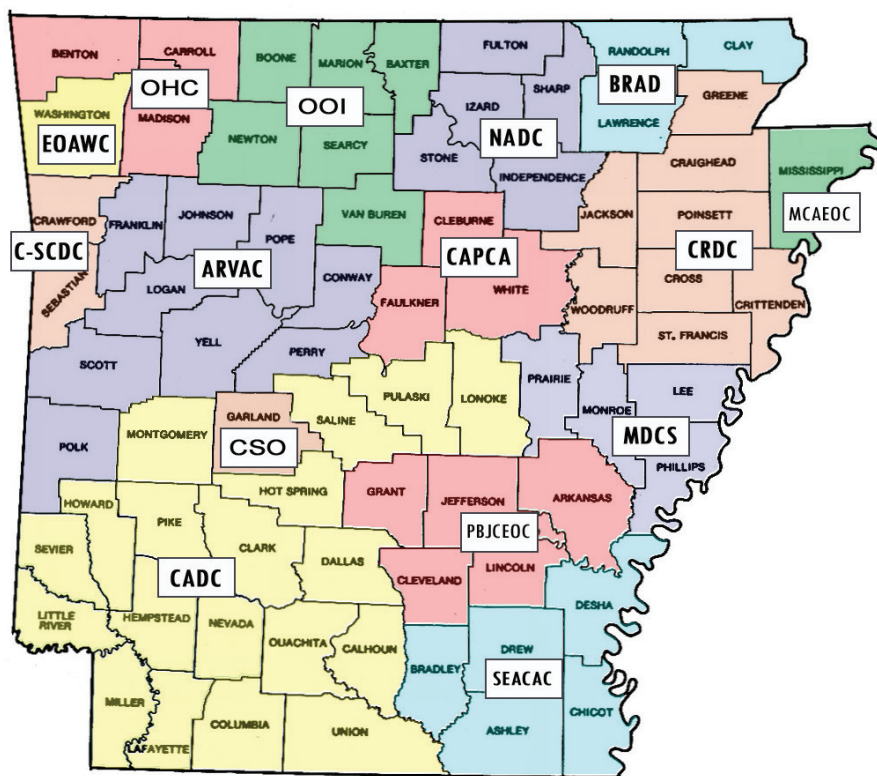 BENTON
CARROLL
BOONE
MARION
BAXTER
FULTON
RANDOLPH
CLAY
OHC
BRAD
SHARP
GREENE
WASHINGTON
MADISON
OOI
IZARD
LAWRENCE
EOAWC
NEWTON
SEARCY
NADC
STONE
CRAIGHEAD
MISSISSIPPI
INDEPENDENCE
MCAEOC
CRAWFORD
FRANKLIN
JOHNSON
POPE
VAN BUREN
CLEBURNE
JACKSON
POINSETT
C-SCDC
ARVAC
CAPCA
CRDC
SEBASTIAN
LOGAN
CONWAY
FAULKNER
WHITE
WOODRUFF
CROSS
CRITTENDEN
YELL
PERRY
ST. FRANCIS
SCOTT
PULASKI
LONOKE
PRAIRIE
LEE
MONROE
POLK
MONTGOMERY
GARLAND
SALINE
MDCS
CSO
PHILLIPS
HOT SPRING
GRANT
JEFFERSON
ARKANSAS
HOWARD
PIKE
PBJCEOC
SEVIER
CLARK
DALLAS
CLEVELAND
LINCOLN
CADC
DESHA
LITTLE
RIVER
HEMPSTEAD
NEVADA
OUACHITA
CALHOUN
BRADLEY
DREW
SEACAC
MILLER
LAFAYETTE
COLUMBIA
UNION
ASHLEY
CHICOT